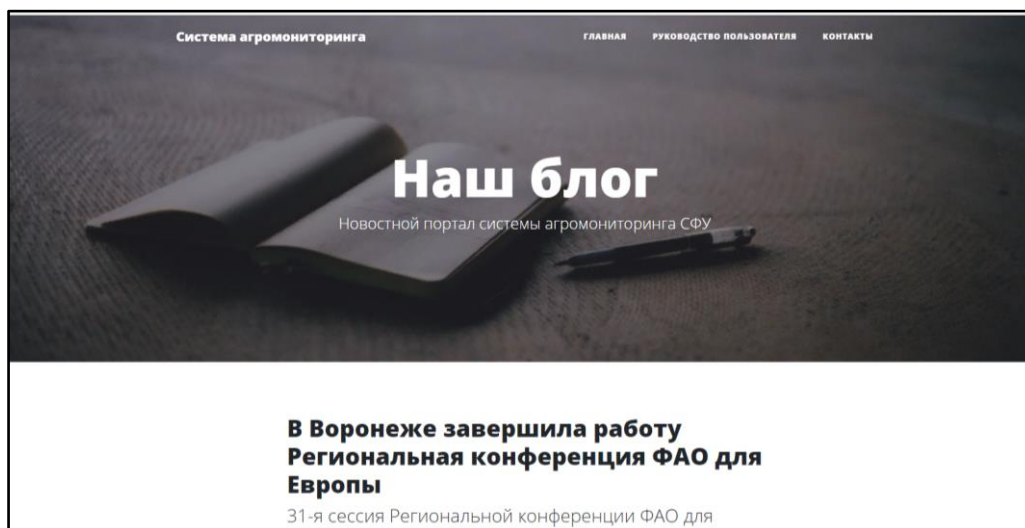 Система агромониторинга
ГЛАВНАЯ РУКОВОДСТВО ПОЛЬЗОВАТЕЛЯ КОНТАКТЫ
Наш блог
Новостной портал системы агромониторинга СФУ
В Воронеже завершила работу
Региональная конференция ФАО для
Европы
31-я сессия Региональной конференции ФАО для